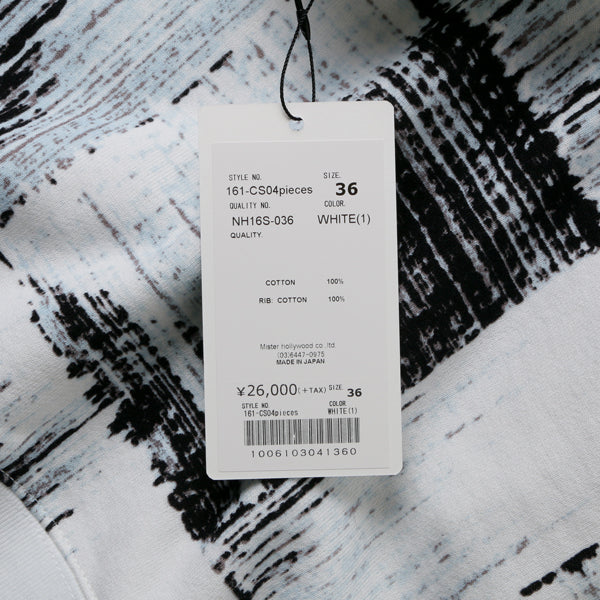 STYLE NO. SIZE.
161-CS04pieces 36
QUALITY NO. COLOR.
NH16S-036 WHITE(1)
QUALITY.
COTTON 100%
RIB: COTTON 100%
Mister hollywood co.,ltd.
(03)6447-0975
MADE IN JAPAN
¥26,000(+TAX) SIZE. 36
STYLE NO. COLOR.
161-CS04pieces WHITE(1)
1006103041360